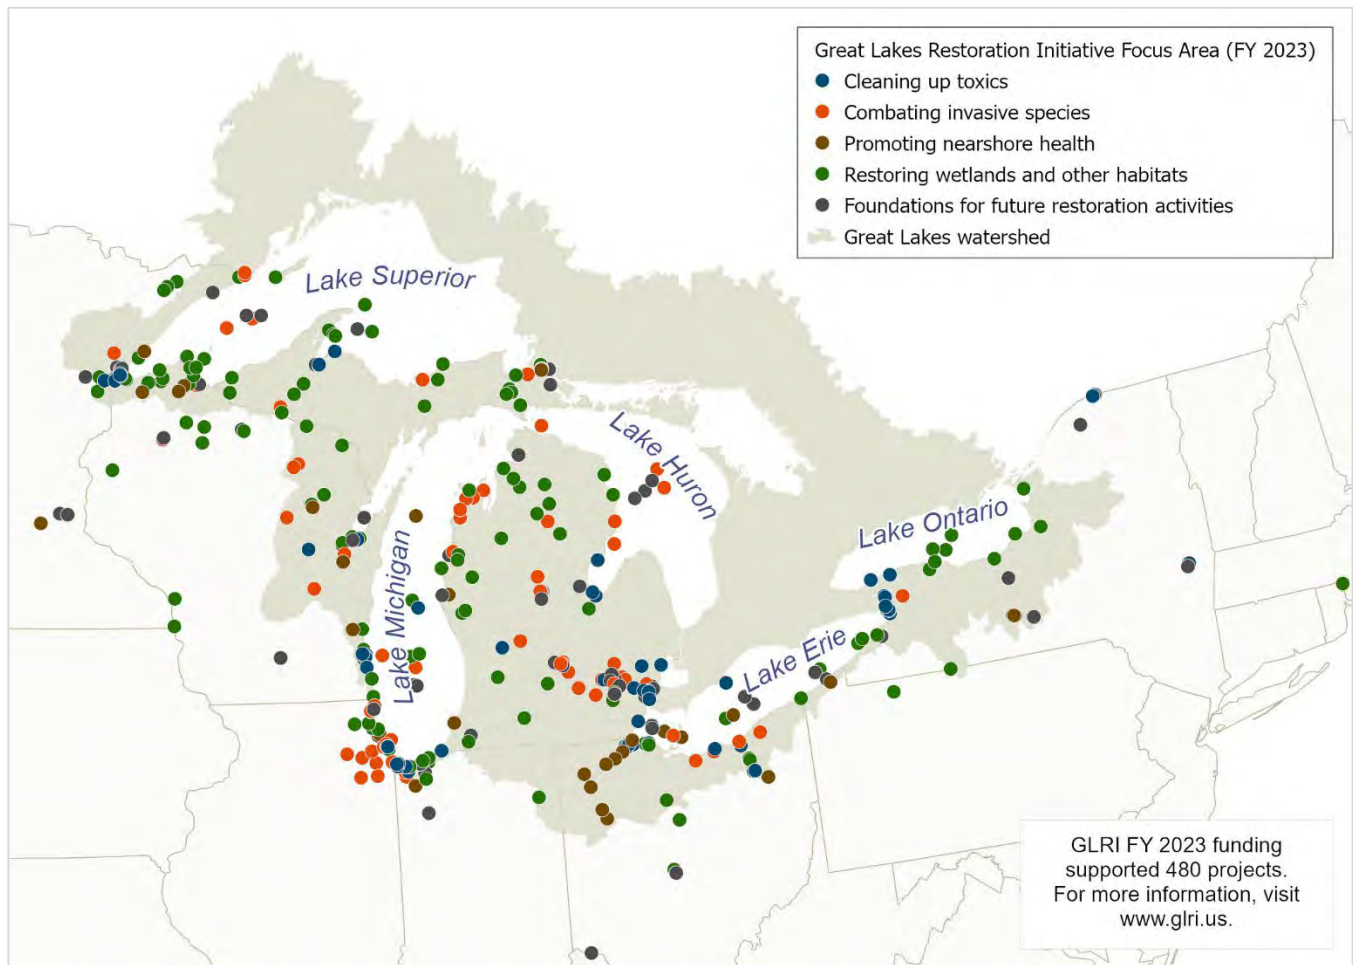 Great Lakes Restoration Initiative Focus Area (FY 2023)
Cleaning up toxics
Combating invasive species
Promoting nearshore health
Restoring wetlands and other habitats
Foundations for future restoration activities
Great Lakes watershed
Lake Superior
Lake Huron
Lake Ontario
Lake Michigan
Lake Erie
GLRI FY 2023 funding
supported 480 projects.
For more information, visit
www.glri.us.